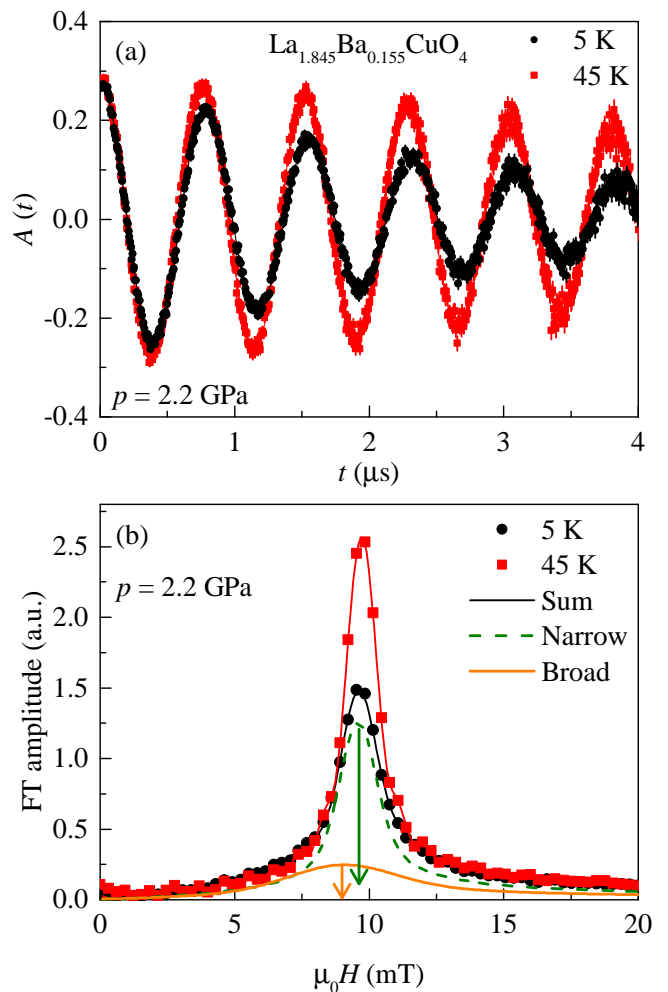 (a)
La1.845Ba0.155CuO4
5 K
45 K
0.4
0.2
0.0
-0.2
-0.4
A (t)
p = 2.2 GPa
0 1 2 3 4
t (μs)
(b)
5 K
45 K
Sum
Narrow
Broad
p = 2.2 GPa
2.5
2.0
1.5
1.0
0.5
0.0
FT amplitude (a.u.)
0 5 10 15 20
μ0H (mT)